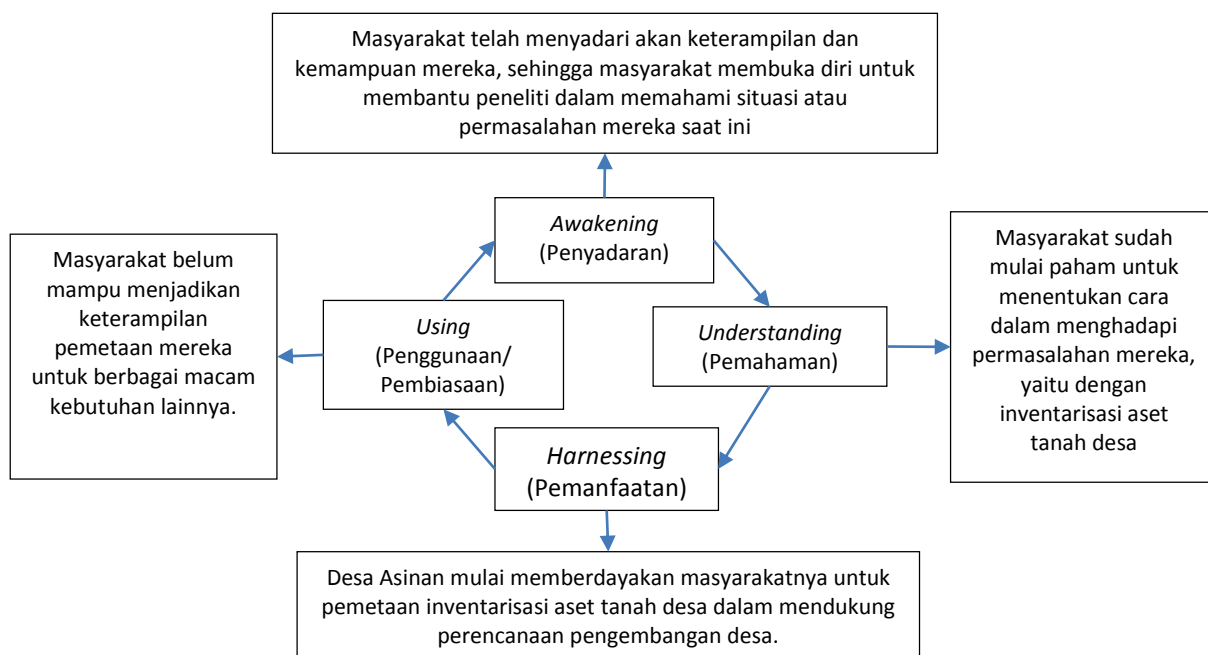 Masyarakat telah menyadari akan keterampilan dan
kemampuan mereka, sehingga masyarakat membuka diri untuk
membantu peneliti dalam memahami situasi atau
permasalahan mereka saat ini
Awakening
(Penyadaran)
Masyarakat belum
mampu menjadikan
keterampilan
pemetaan mereka
untuk berbagai macam
kebutuhan lainnya.
Using
(Penggunaan/
Pembiasaan)
Understanding
(Pemahaman)
Masyarakat sudah
mulai paham untuk
menentukan cara
dalam menghadapi
permasalahan mereka,
yaitu dengan
inventarisasi aset
tanah desa
Harnessing
(Pemanfaatan)
Desa Asinan mulai memberdayakan masyarakatnya untuk
pemetaan inventarisasi aset tanah desa dalam mendukung
perencanaan pengembangan desa.